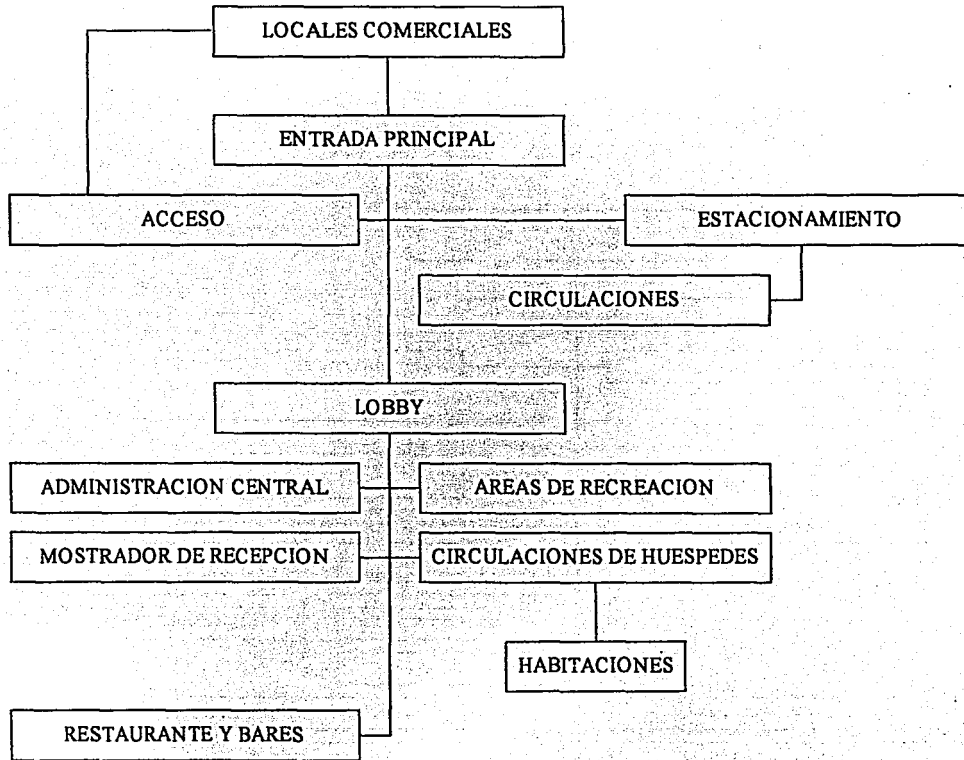 LOCALES COMERCIALES
ENTRADA PRINCIPAL
ACCESO
ESTACIONAMIENTO
CIRCULACIONES
LOBBY
ADMINISTRACION CENTRAL
AREAS DE RECREACION
MOSTRADOR DE RECEPCION
CIRCULACIONES DE HUESPEDES
HABITACIONES
RESTAURANTE Y BARES